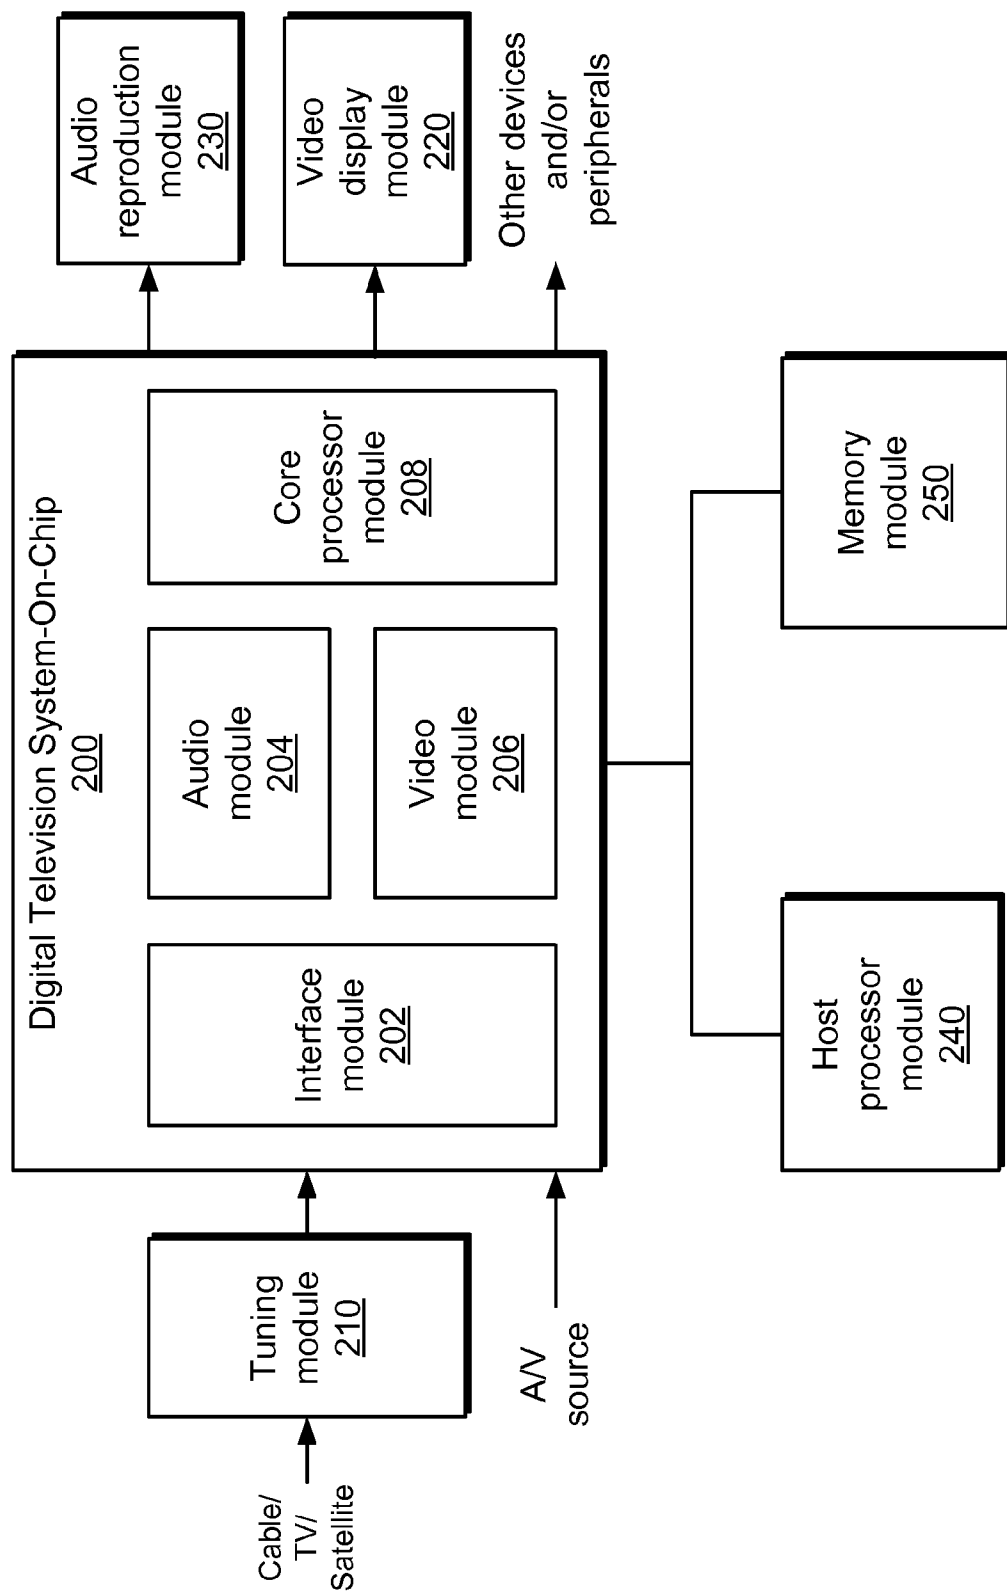 Digital Television System-On-Chip
200
Cable/
TV/
Satellite
Tuning
module
210
A/V
source
Interface
module
202
Audio
module
204
Video
module
206
Core
processor
module
208
Audio
reproduction
module
230
Video
display
module
220
Other devices
and/or
peripherals
Host
processor
module
240
Memory
module
250